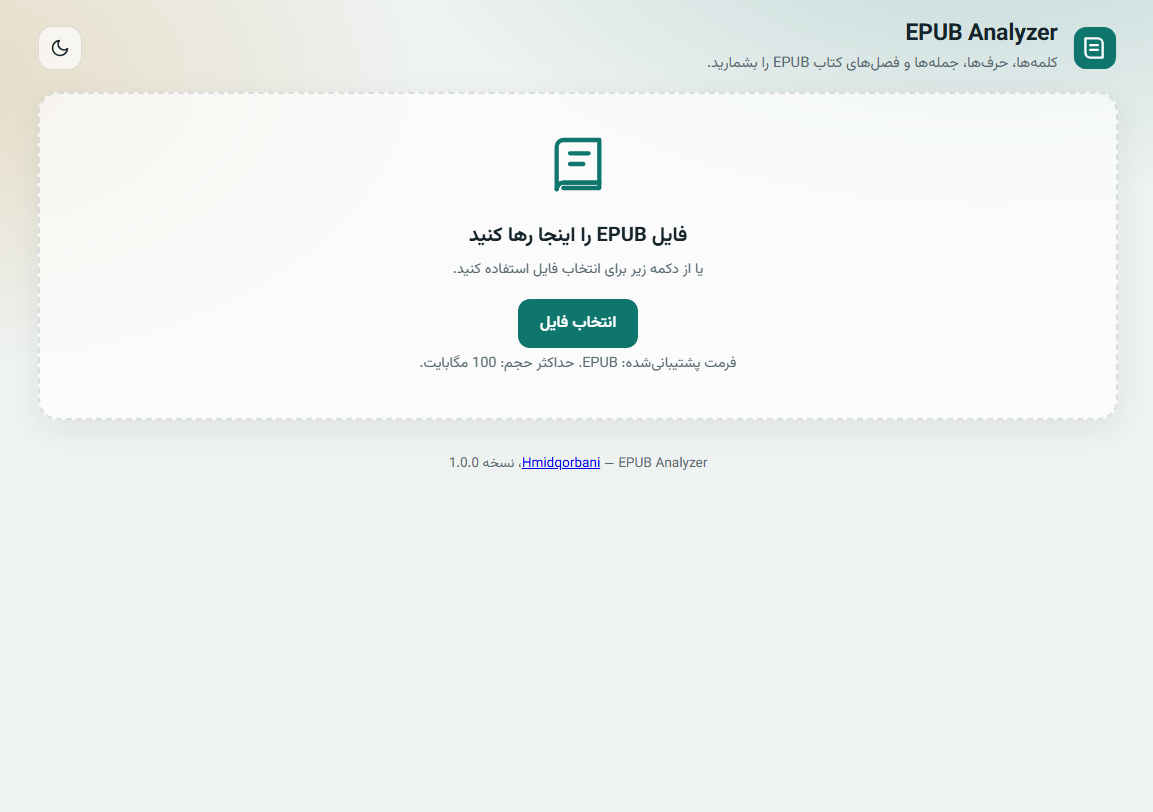 EPUB Analyzer
کلمه‌ها، حرف‌ها، جمله‌ها و فصل‌های کتاب EPUB را بشمارید.
فایل EPUB را اینجا رها کنید
یا از دکمه زیر برای انتخاب فایل استفاده کنید.
انتخاب فایل
فرمت پشتیبانی‌شده: EPUB. حداکثر حجم: 100 مگابایت.
EPUB Analyzer — Hmidqorbani، نسخه 1.0.0